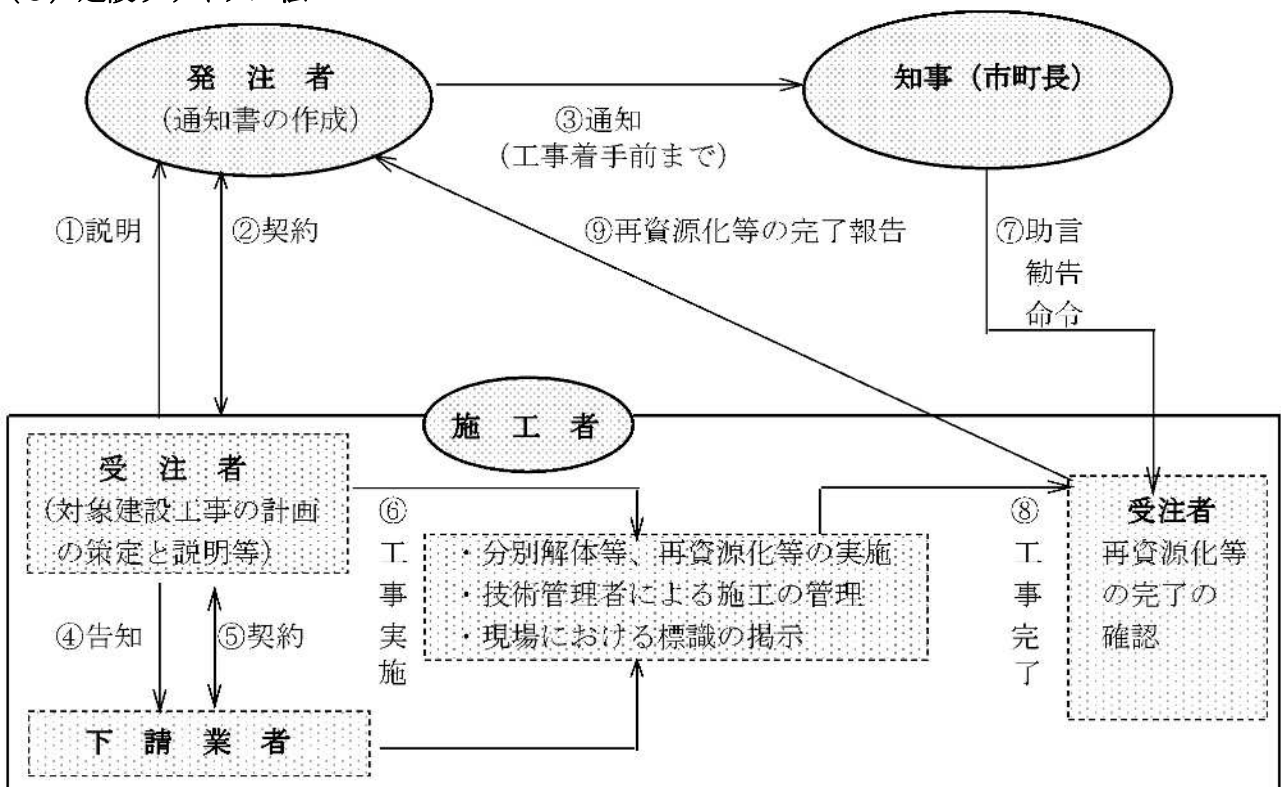 発 注 者
(通知書の作成)
知事（市町長）
③通知
(工事着手前まで)
①説明
②契約
⑨再資源化等の完了報告
⑦助言
勧告
命令
施 工 者
受 注 者
(対象建設工事の計画
の策定と説明等)
④告知
⑤契約
下 請 業 者
⑥
工
事
実
施
・分別解体等、再資源化等の実施
・技術管理者による施工の管理
・現場における標識の掲示
⑧
工
事
完
了
受注者
再資源化等
の完了の
確認